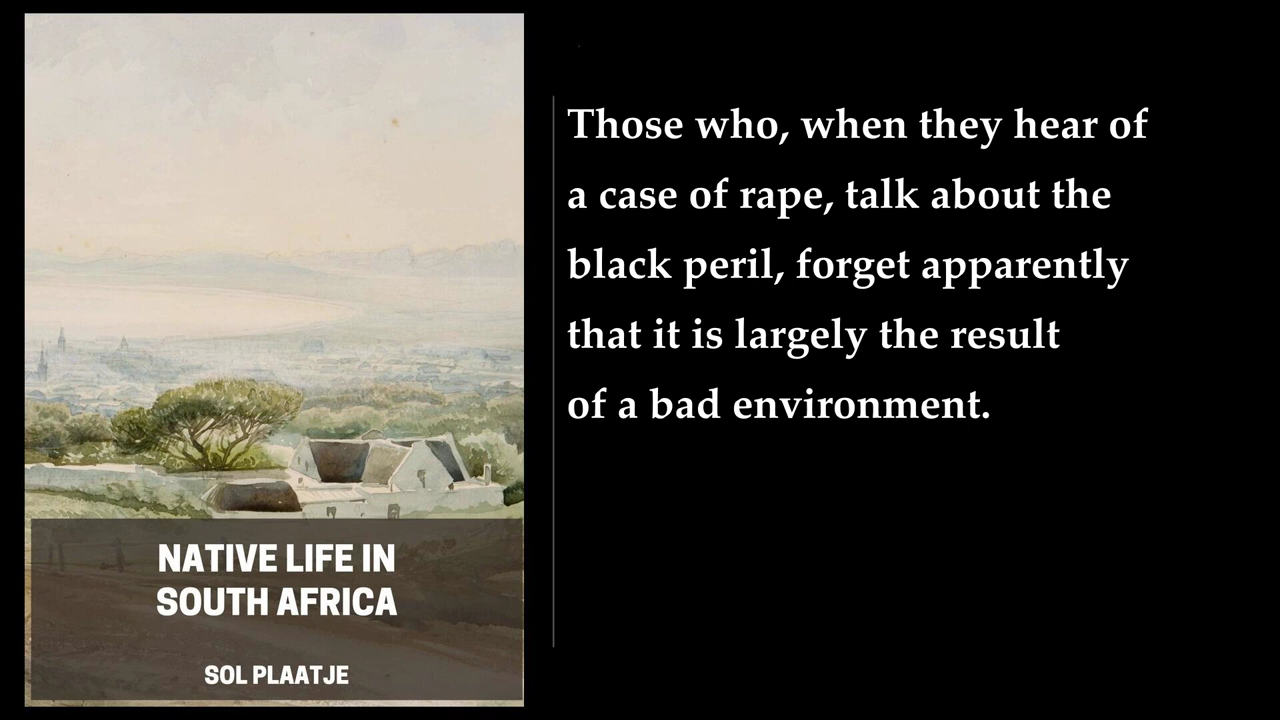 Those who, when they hear of
a case of rape, talk about the
black peril, forget apparently
that it is largely the result
of a bad environment.
NATIVE LIFE IN
SOUTH AFRICA
SOL PLAATJE